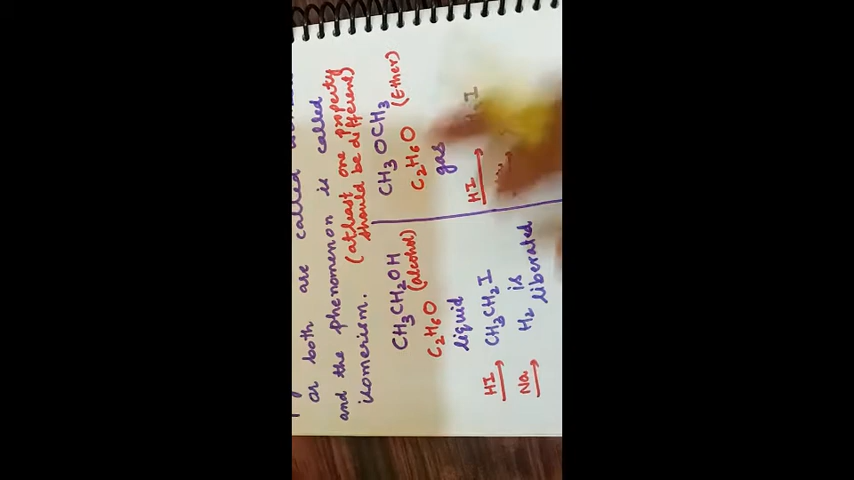 or both are called
and the phenomenon is called
isomerism. (atleast one property
should be different)
CH3CH2OH
(alcohol)
C2H6O
liquid
HI → CH3CH2I
Na → H2 is
liberated
CH3OCH3
(Ether)
C2H6O
gas
HI → I